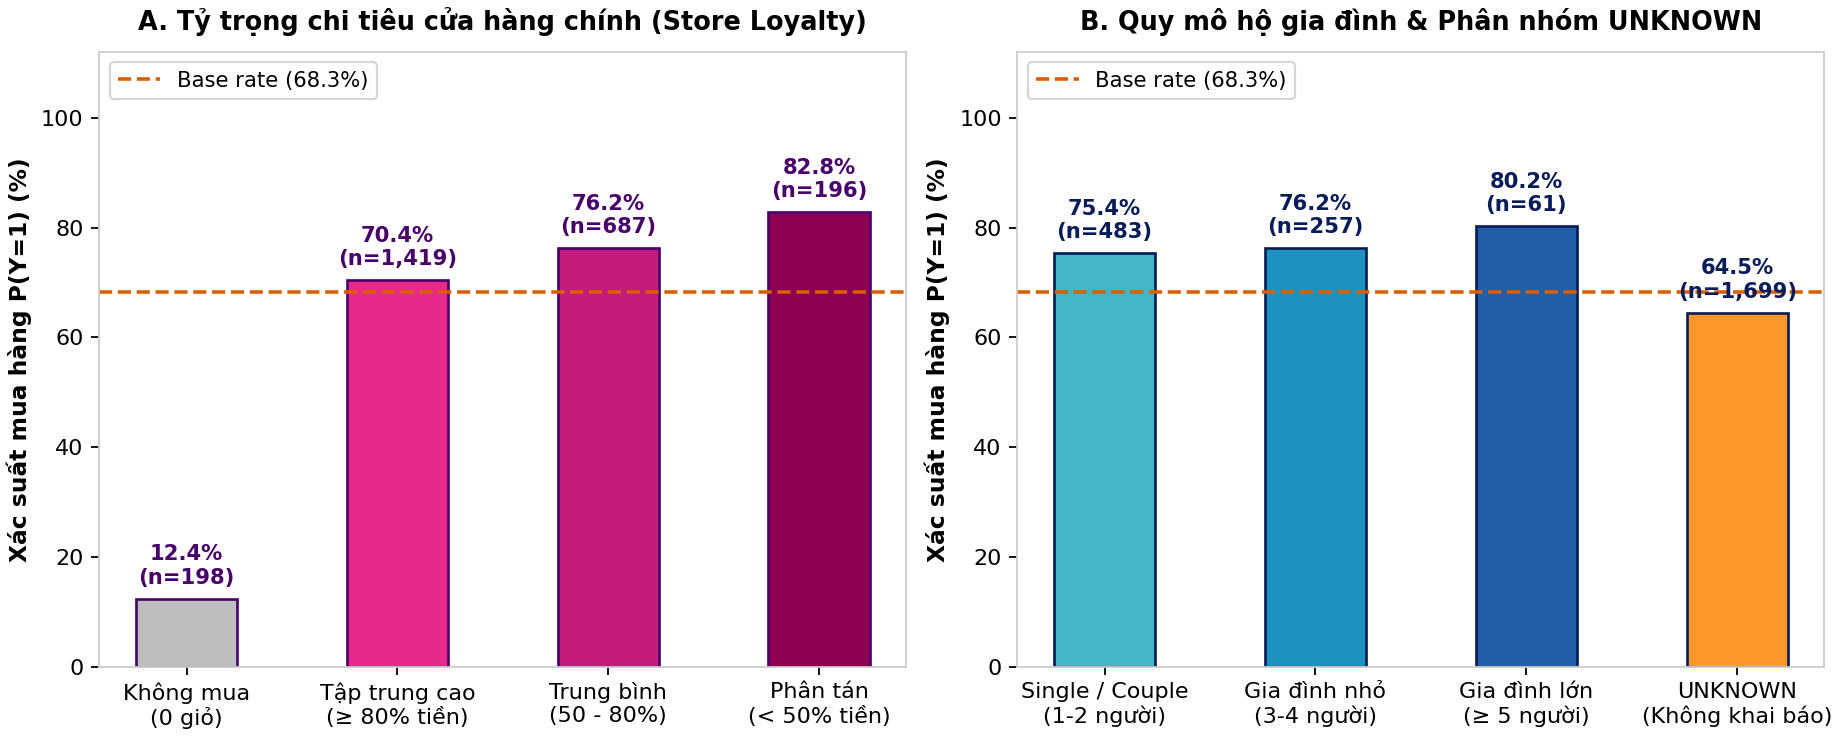 A. Tỷ trọng chi tiêu cửa hàng chính (Store Loyalty)
Base rate (68.3%)
Xác suất mua hàng P(Y=1) (%)
100
80
60
40
20
0
12.4%
(n=198)
70.4%
(n=1,419)
76.2%
(n=687)
82.8%
(n=196)
Không mua
(0 giỏ)
Tập trung cao
(≥ 80% tiền)
Trung bình
(50 - 80%)
Phân tán
(< 50% tiền)
B. Quy mô hộ gia đình & Phân nhóm UNKNOWN
Base rate (68.3%)
Xác suất mua hàng P(Y=1) (%)
100
80
60
40
20
0
75.4%
(n=483)
76.2%
(n=257)
80.2%
(n=61)
64.5%
(n=1,699)
Single / Couple
(1-2 người)
Gia đình nhỏ
(3-4 người)
Gia đình lớn
(≥ 5 người)
UNKNOWN
(Không khai báo)